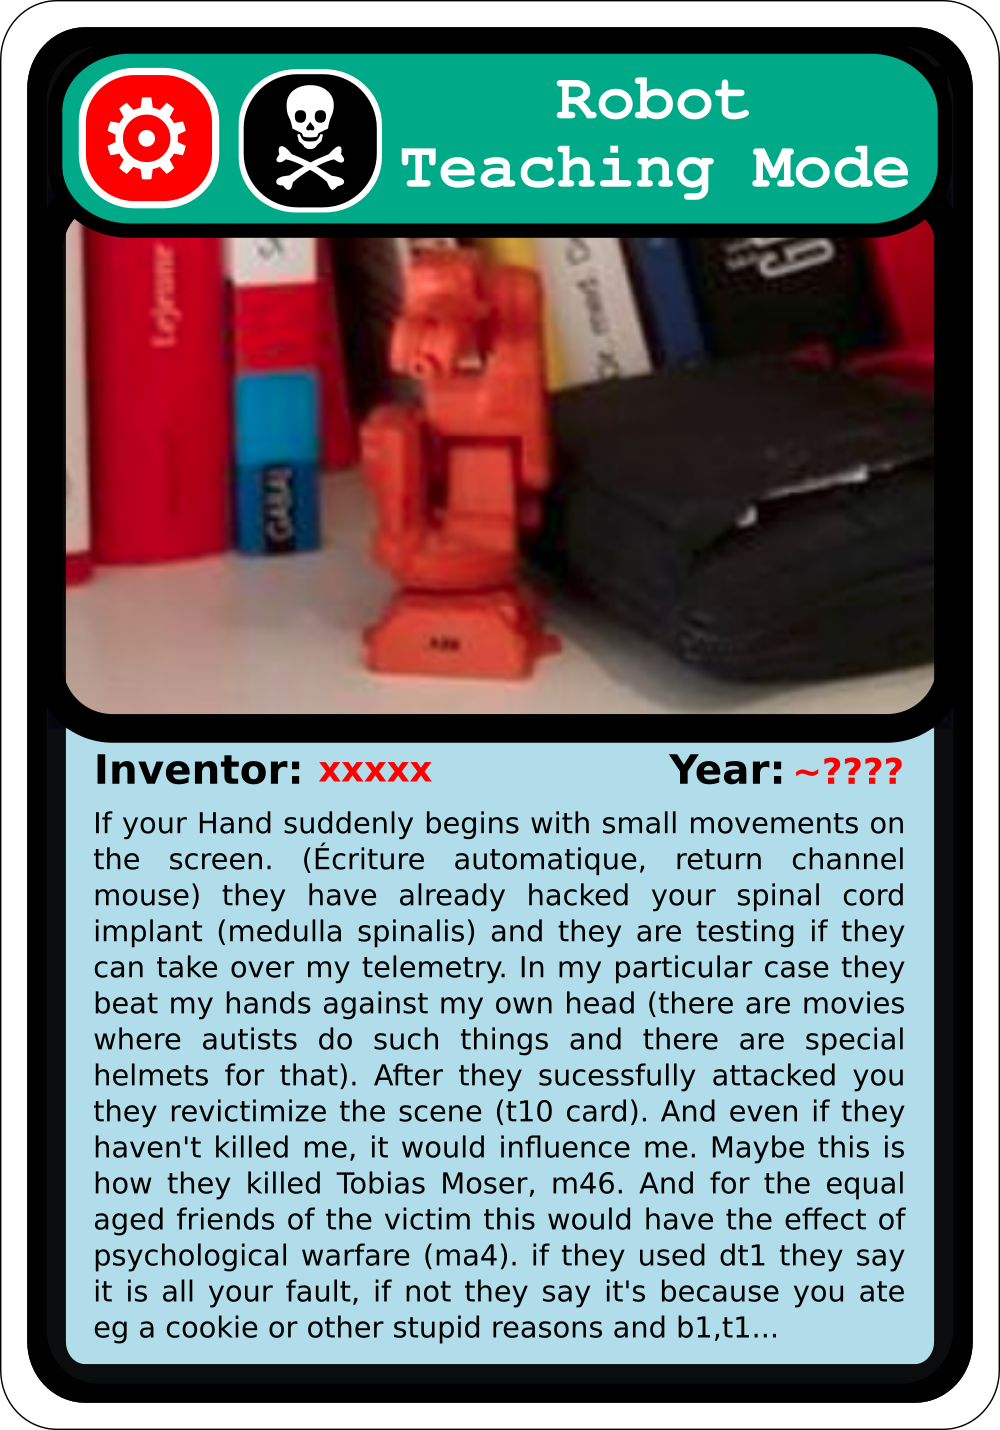 Robot
Teaching Mode
Lejeune
GABAL
ABB
Inventor: xxxxx
Year: ~????
If your Hand suddenly begins with small movements on
the screen. (Écriture automatique, return channel
mouse) they have already hacked your spinal cord
implant (medulla spinalis) and they are testing if they
can take over my telemetry. In my particular case they
beat my hands against my own head (there are movies
where autists do such things and there are special
helmets for that). After they sucessfully attacked you
they revictimize the scene (t10 card). And even if they
haven't killed me, it would influence me. Maybe this is
how they killed Tobias Moser, m46. And for the equal
aged friends of the victim this would have the effect of
psychological warfare (ma4). if they used dt1 they say
it is all your fault, if not they say it's because you ate
eg a cookie or other stupid reasons and b1,t1...